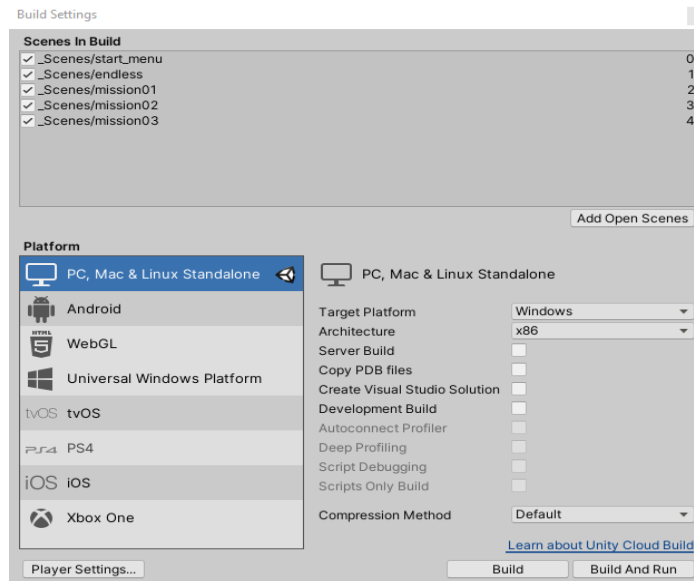 Build Settings
Scenes In Build
_Scenes/start_menu 0
_Scenes/endless 1
_Scenes/mission01 2
_Scenes/mission02 3
_Scenes/mission03 4
Add Open Scenes
Platform
PC, Mac & Linux Standalone
Android
HTML 5 WebGL
Universal Windows Platform
tvOS tvOS
PS4 PS4
iOS iOS
Xbox One
PC, Mac & Linux Standalone
Target Platform Windows
Architecture x86
Server Build
Copy PDB files
Create Visual Studio Solution
Development Build
Autoconnect Profiler
Deep Profiling
Script Debugging
Scripts Only Build
Compression Method Default
Learn about Unity Cloud Build
Player Settings... Build Build And Run